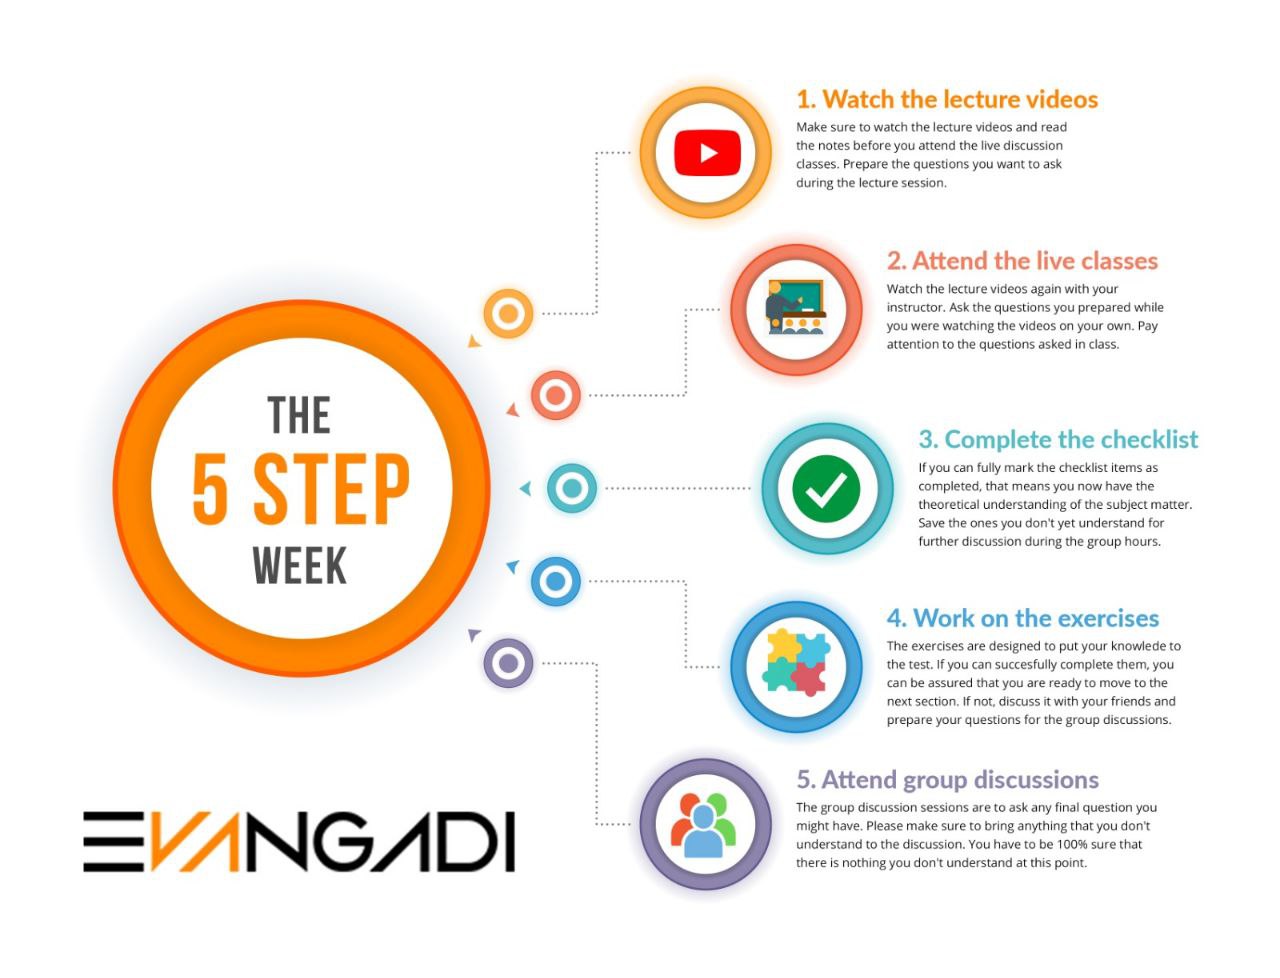 THE
5 STEP
WEEK
1. Watch the lecture videos
Make sure to watch the lecture videos and read
the notes before you attend the live discussion
classes. Prepare the questions you want to ask
during the lecture session.
2. Attend the live classes
Watch the lecture videos again with your
instructor. Ask the questions you prepared while
you were watching the videos on your own. Pay
attention to the questions asked in class.
3. Complete the checklist
If you can fully mark the checklist items as
completed, that means you now have the
theoretical understanding of the subject matter.
Save the ones you don't yet understand for
further discussion during the group hours.
4. Work on the exercises
The exercises are designed to put your knowlede to
the test. If you can succesfully complete them, you
can be assured that you are ready to move to the
next section. If not, discuss it with your friends and
prepare your questions for the group discussions.
5. Attend group discussions
The group discussion sessions are to ask any final question you
might have. Please make sure to bring anything that you don't
understand to the discussion. You have to be 100% sure that
there is nothing you don't understand at this point.
EVANGADI